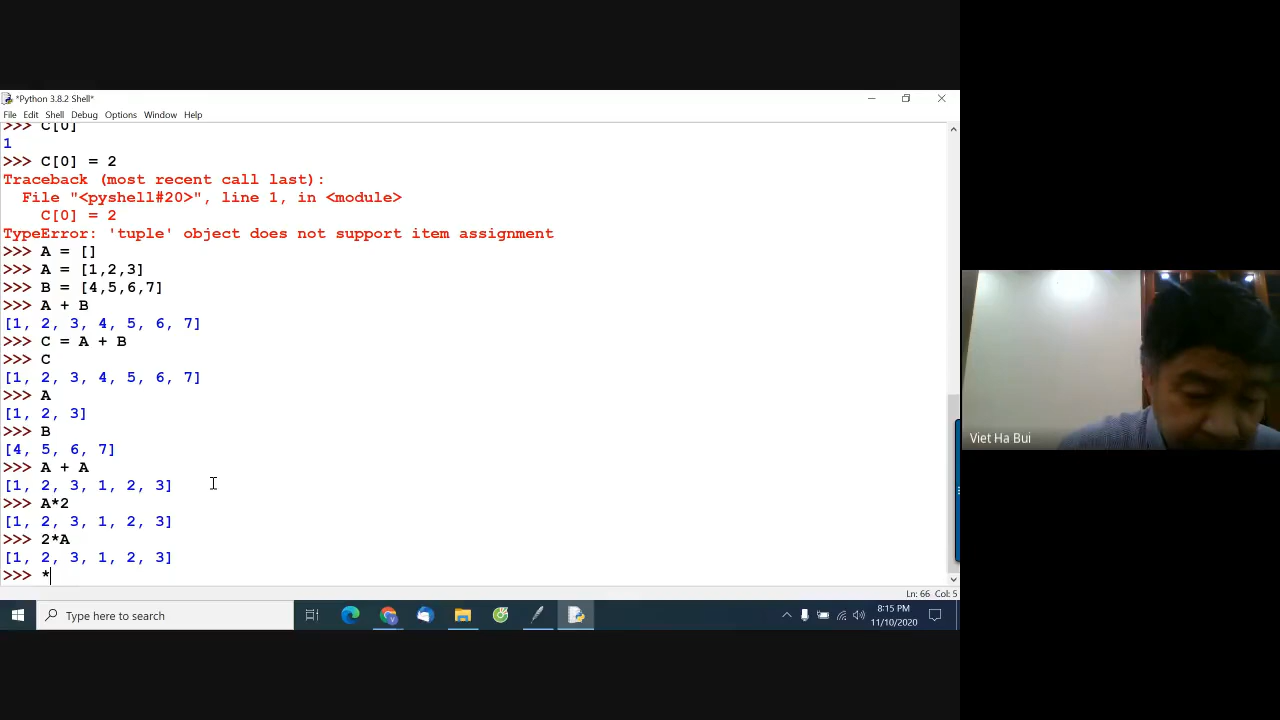 *Python 3.8.2 Shell*
File Edit Shell Debug Options Window Help
>>> C[0]
1
>>> C[0] = 2
Traceback (most recent call last):
  File "<pyshell#20>", line 1, in <module>
    C[0] = 2
TypeError: 'tuple' object does not support item assignment
>>> A = []
>>> A = [1,2,3]
>>> B = [4,5,6,7]
>>> A + B
[1, 2, 3, 4, 5, 6, 7]
>>> C = A + B
>>> C
[1, 2, 3, 4, 5, 6, 7]
>>> A
[1, 2, 3]
>>> B
[4, 5, 6, 7]
>>> A + A
[1, 2, 3, 1, 2, 3]
>>> A*2
[1, 2, 3, 1, 2, 3]
>>> 2*A
[1, 2, 3, 1, 2, 3]
>>> *
Ln: 66 Col: 5
Type here to search
8:15 PM
11/10/2020
Viet Ha Bui